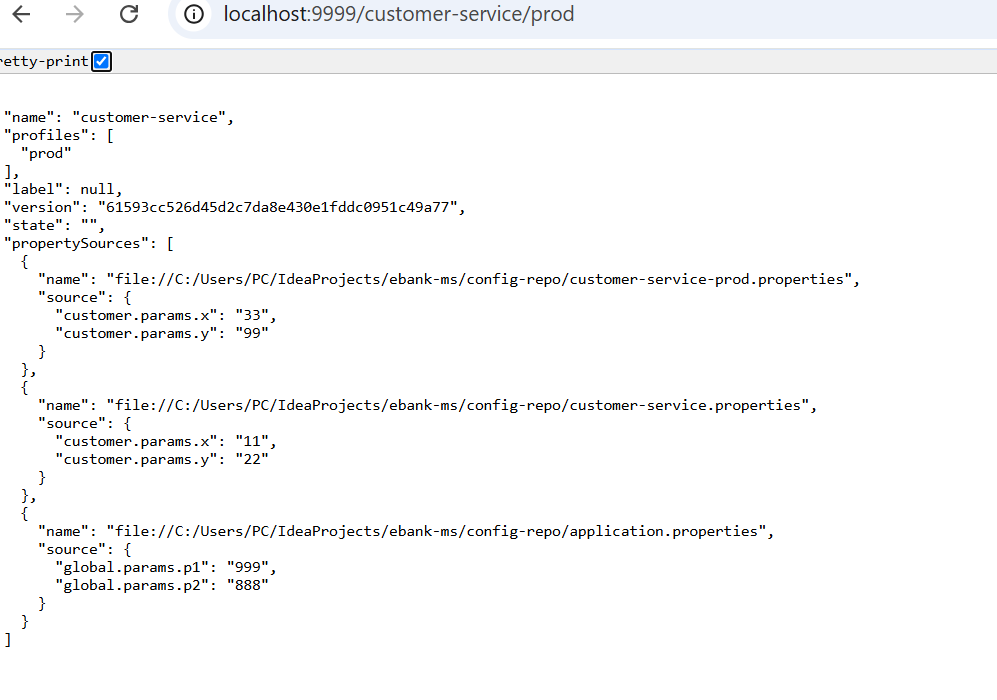 localhost:9999/customer-service/prod
retty-print
"name": "customer-service",
"profiles": [
"prod"
],
"label": null,
"version": "61593cc526d45d2c7da8e430e1fddc0951c49a77",
"state": "",
"propertySources": [
{
"name": "file://C:/Users/PC/IdeaProjects/ebank-ms/config-repo/customer-service-prod.properties",
"source": {
"customer.params.x": "33",
"customer.params.y": "99"
}
},
{
"name": "file://C:/Users/PC/IdeaProjects/ebank-ms/config-repo/customer-service.properties",
"source": {
"customer.params.x": "11",
"customer.params.y": "22"
}
},
{
"name": "file://C:/Users/PC/IdeaProjects/ebank-ms/config-repo/application.properties",
"source": {
"global.params.p1": "999",
"global.params.p2": "888"
}
}
]